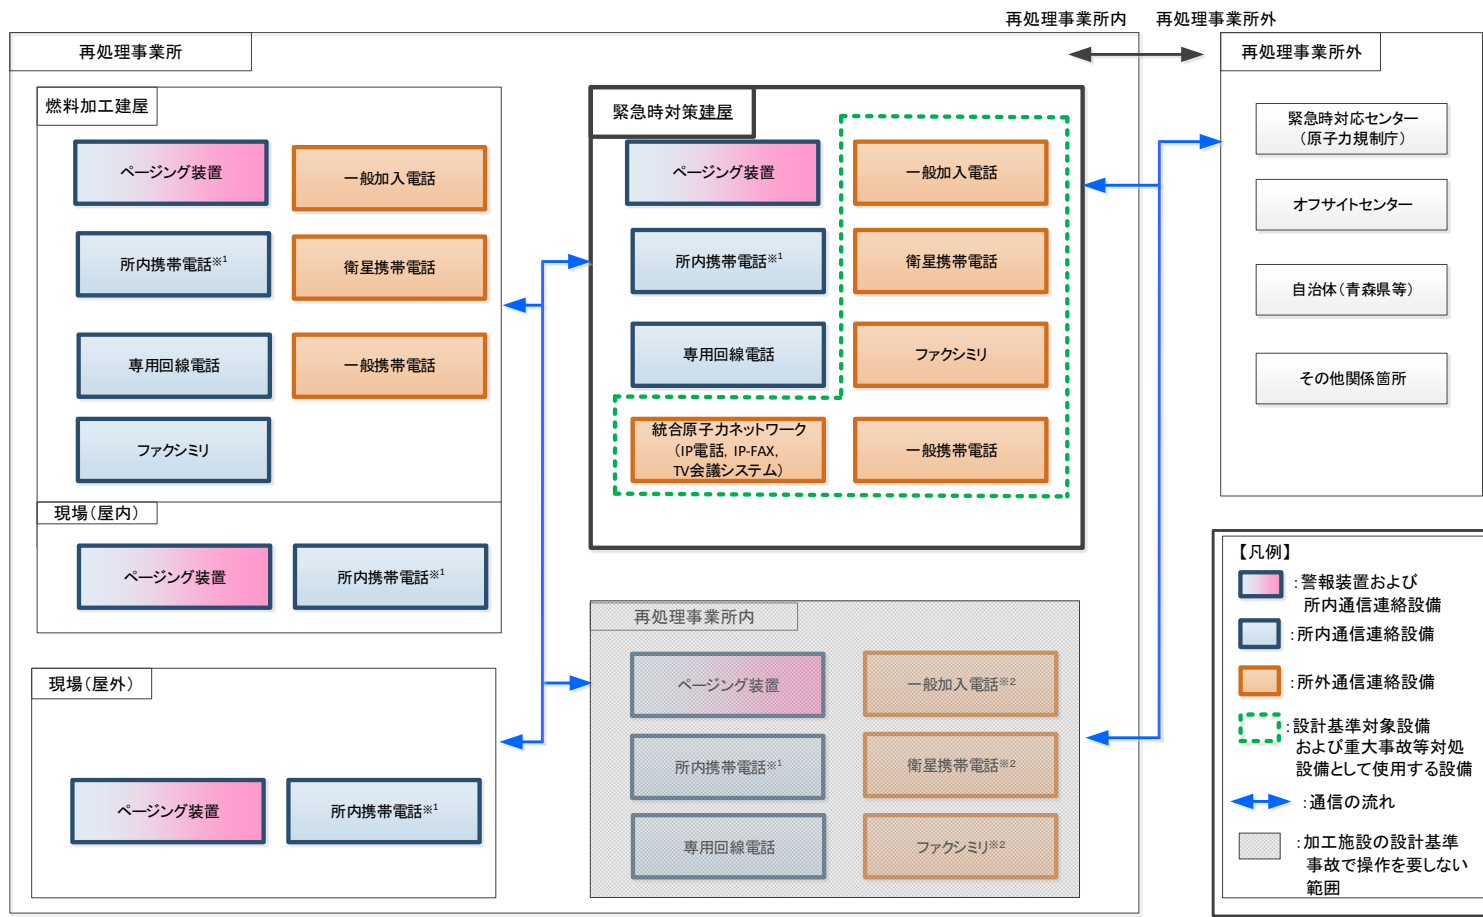 再処理事業所内
再処理事業所外
再処理事業所
燃料加工建屋
ページング装置
一般加入電話
所内携帯電話※1
衛星携帯電話
専用回線電話
一般携帯電話
ファクシミリ
現場(屋内)
ページング装置
所内携帯電話※1
現場(屋外)
ページング装置
所内携帯電話※1
緊急時対策建屋
ページング装置
一般加入電話
所内携帯電話※1
衛星携帯電話
専用回線電話
ファクシミリ
統合原子力ネットワーク
(IP電話, IP-FAX,
TV会議システム)
一般携帯電話
再処理事業所内
ページング装置
一般加入電話※2
所内携帯電話※1
衛星携帯電話※2
専用回線電話
ファクシミリ※2
再処理事業所外
緊急時対応センター
(原子力規制庁)
オフサイトセンター
自治体(青森県等)
その他関係箇所
【凡例】
:警報装置および
所内通信連絡設備
:所内通信連絡設備
:所外通信連絡設備
:設計基準対象設備
および重大事故等対処
設備として使用する設備
:通信の流れ
:加工施設の設計基準
事故で操作を要しない
範囲